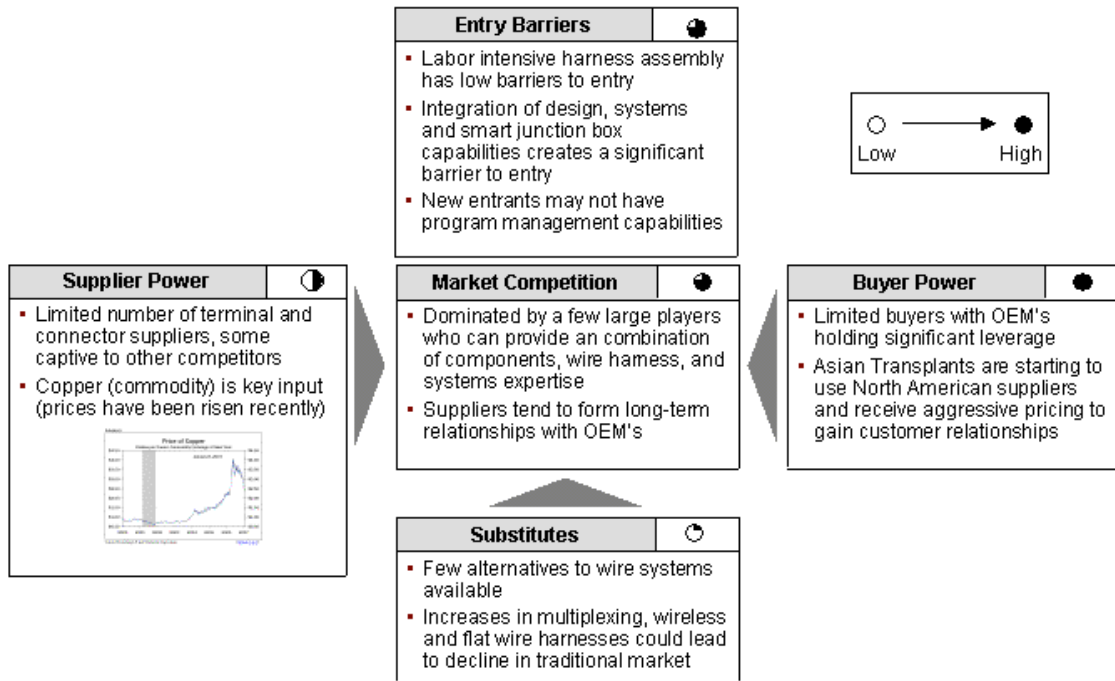 Entry Barriers
▪ Labor intensive harness assembly
has low barriers to entry
▪ Integration of design, systems
and smart junction box
capabilities creates a significant
barrier to entry
▪ New entrants may not have
program management capabilities
Low
High
Supplier Power
▪ Limited number of terminal and
connector suppliers, some
captive to other competitors
▪ Copper (commodity) is key input
(prices have been risen recently)
Price of Copper
Market Competition
▪ Dominated by a few large players
who can provide an combination
of components, wire harness, and
systems expertise
▪ Suppliers tend to form long-term
relationships with OEM's
Buyer Power
▪ Limited buyers with OEM's
holding significant leverage
▪ Asian Transplants are starting to
use North American suppliers
and receive aggressive pricing to
gain customer relationships
Substitutes
▪ Few alternatives to wire systems
available
▪ Increases in multiplexing, wireless
and flat wire harnesses could lead
to decline in traditional market